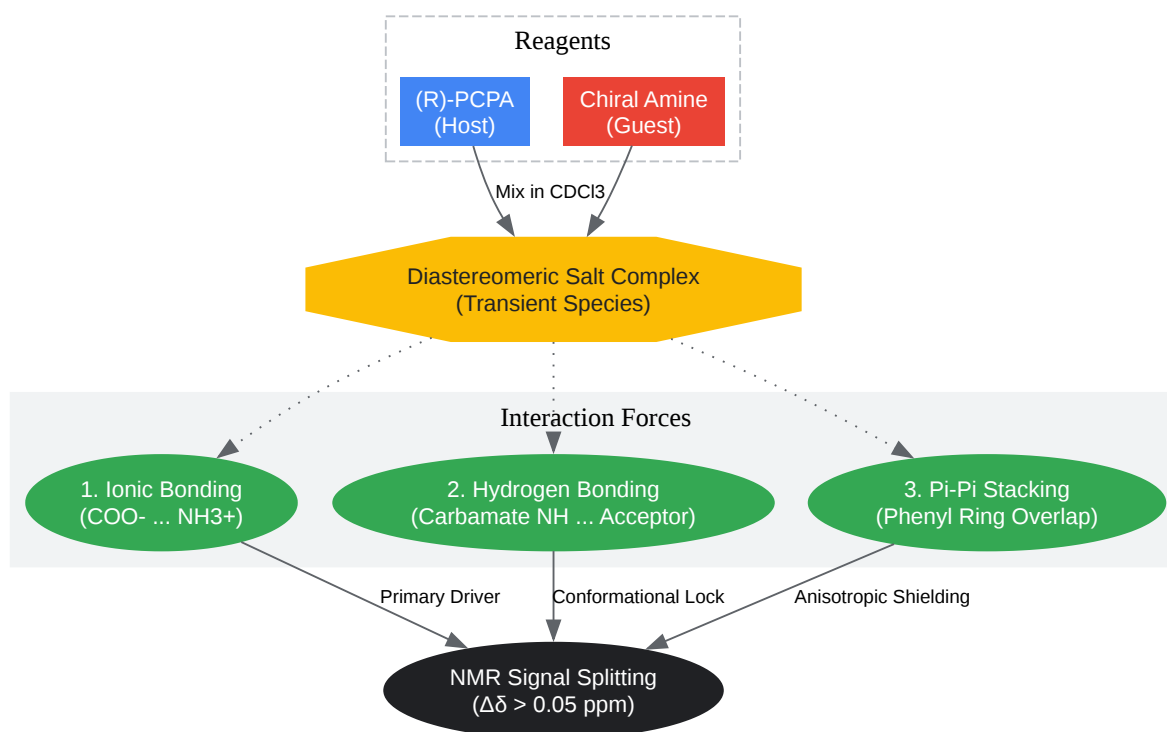 Reagents
(R)-PCPA
(Host)
Chiral Amine
(Guest)
Mix in CDCl3
Diastereomeric Salt Complex
(Transient Species)
Interaction Forces
1. Ionic Bonding
(COO- ... NH3+)
2. Hydrogen Bonding
(Carbamate NH ... Acceptor)
3. Pi-Pi Stacking
(Phenyl Ring Overlap)
Primary Driver
Conformational Lock
Anisotropic Shielding
NMR Signal Splitting
(Δδ > 0.05 ppm)